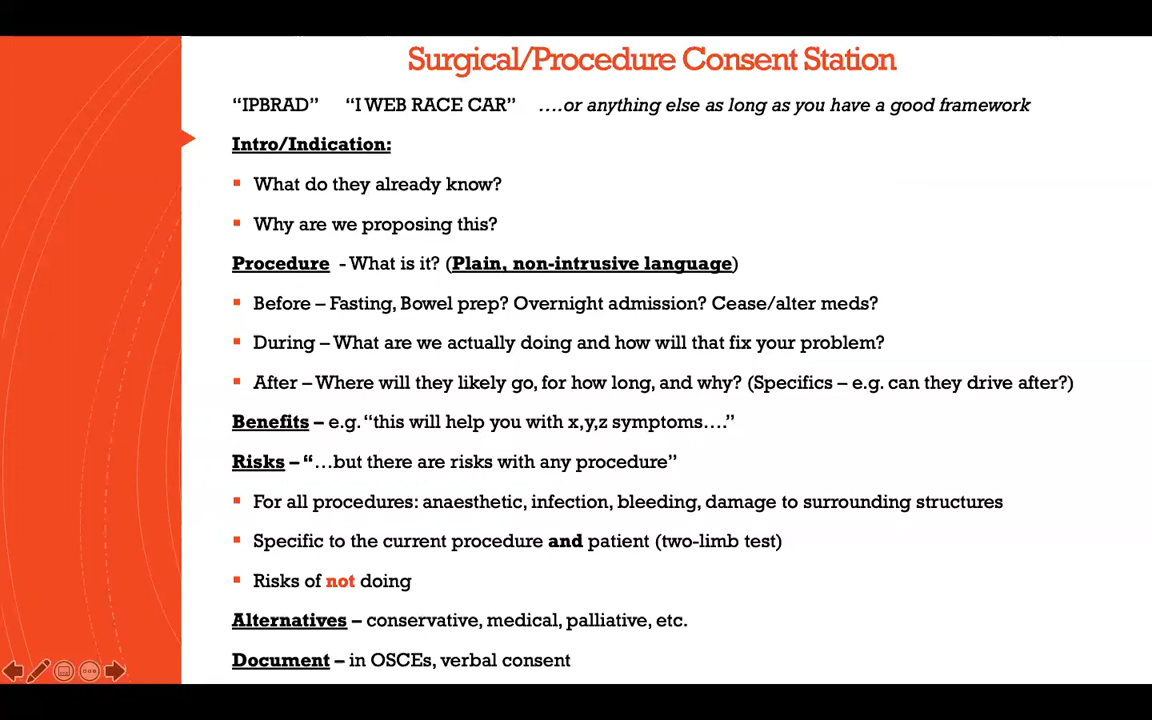 Surgical/Procedure Consent Station
“IPBRAD” “I WEB RACE CAR” ….or anything else as long as you have a good framework
Intro/Indication:
What do they already know?
Why are we proposing this?
Procedure - What is it? (Plain, non-intrusive language)
Before – Fasting, Bowel prep? Overnight admission? Cease/alter meds?
During – What are we actually doing and how will that fix your problem?
After – Where will they likely go, for how long, and why? (Specifics – e.g. can they drive after?)
Benefits – e.g. “this will help you with x,y,z symptoms….”
Risks – “…but there are risks with any procedure”
For all procedures: anaesthetic, infection, bleeding, damage to surrounding structures
Specific to the current procedure and patient (two-limb test)
Risks of not doing
Alternatives – conservative, medical, palliative, etc.
Document – in OSCEs, verbal consent